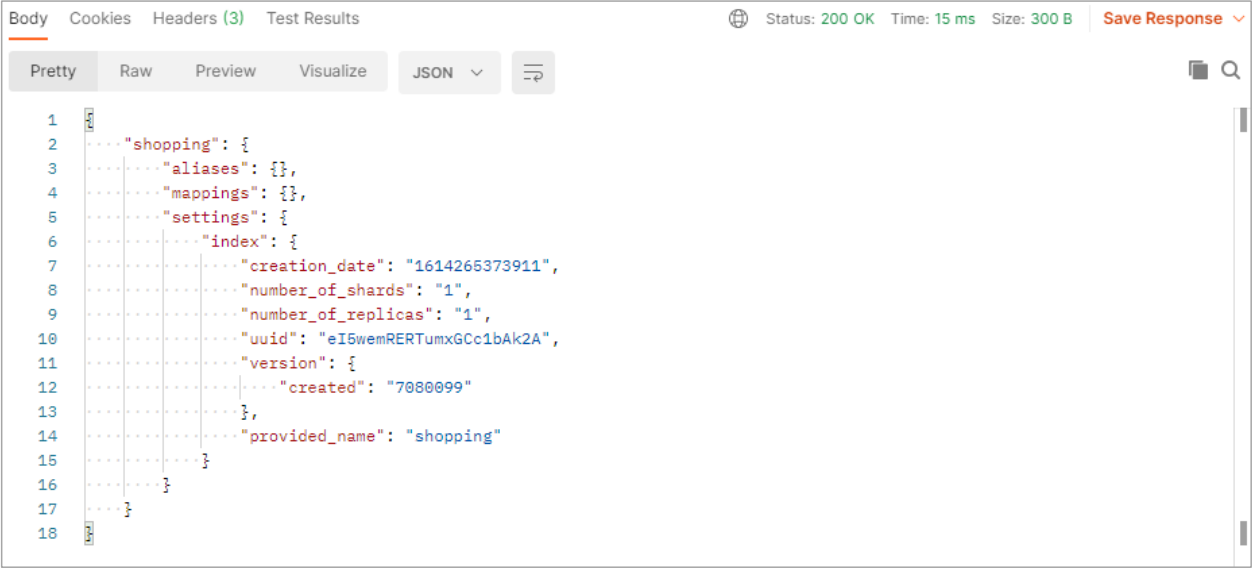 Body Cookies Headers (3) Test Results Status: 200 OK Time: 15 ms Size: 300 B Save Response
Pretty Raw Preview Visualize JSON
1 {
2 "shopping": {
3 "aliases": {},
4 "mappings": {},
5 "settings": {
6 "index": {
7 "creation_date": "1614265373911",
8 "number_of_shards": "1",
9 "number_of_replicas": "1",
10 "uuid": "eI5wemRERTumxGCc1bAk2A",
11 "version": {
12 "created": "7080099"
13 },
14 "provided_name": "shopping"
15 }
16 }
17 }
18 }